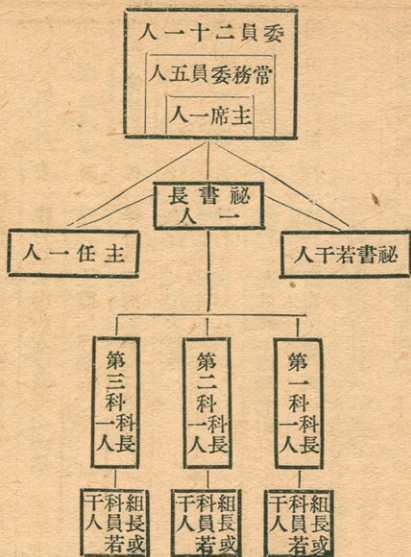 委員二十一人
常務委員五人
主席一人
祕書長
一人
祕書若干人
主任一人
第一科科長一人
第二科科長一人
第三科科長一人
組長或科員若干人
組長或科員若干人
組長或科員若干人